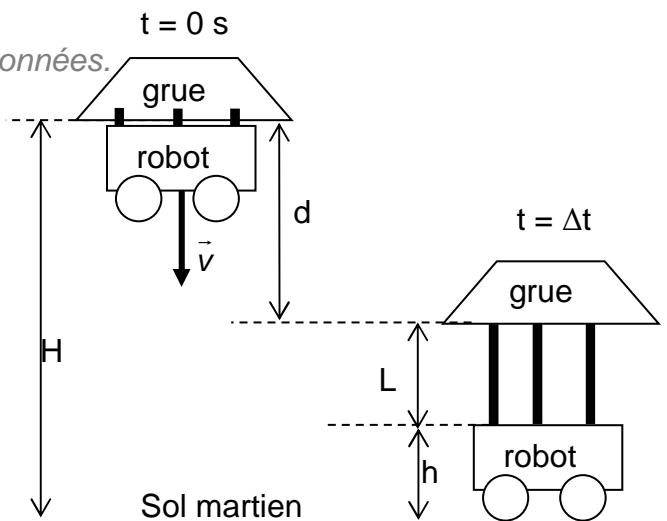 t = 0 s
onnées.
grue
robot
d
v
t = Δt
grue
H
L
robot
h
Sol martien